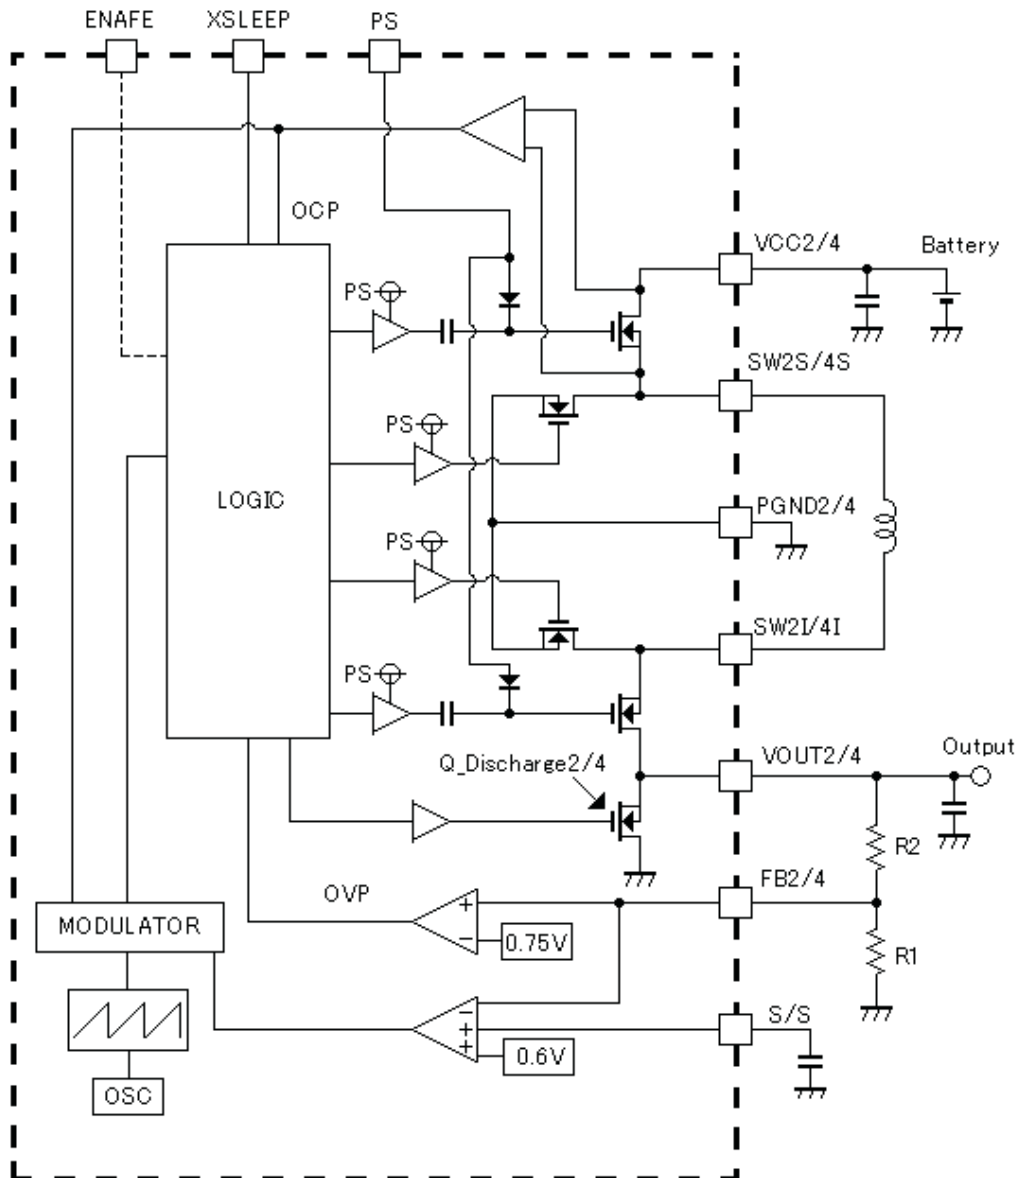 ENAFE XSLEEP PS
OCP
VCC2/4
Battery
PS
SW2S/4S
PS
LOGIC
PGND2/4
PS
SW2I/4I
PS
Q_Discharge2/4
VOUT2/4
Output
R2
FB2/4
OVP
+
−
0.75V
MODULATOR
R1
S/S
−
+
+
0.6V
OSC